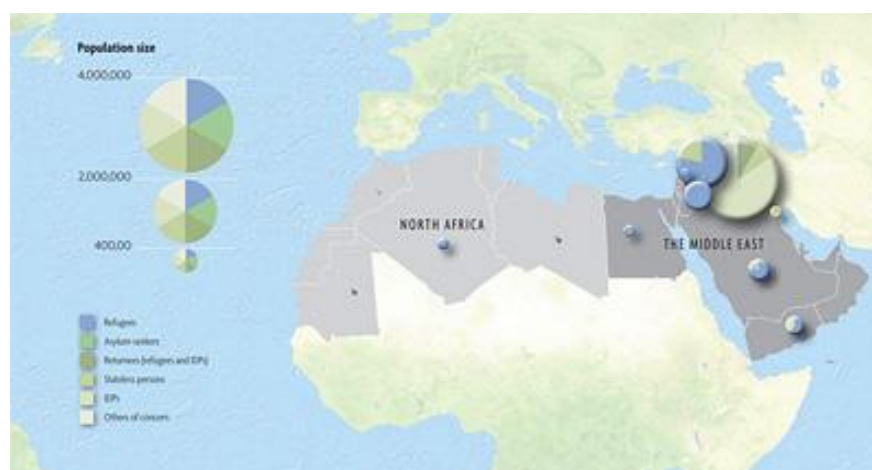 Population size
4,000,000
2,000,000
400,00
NORTH AFRICA
THE MIDDLE EAST
Refugees
Asylum seekers
Returnees (refugees and IDPs)
Stateless persons
IDPs
Others of concern